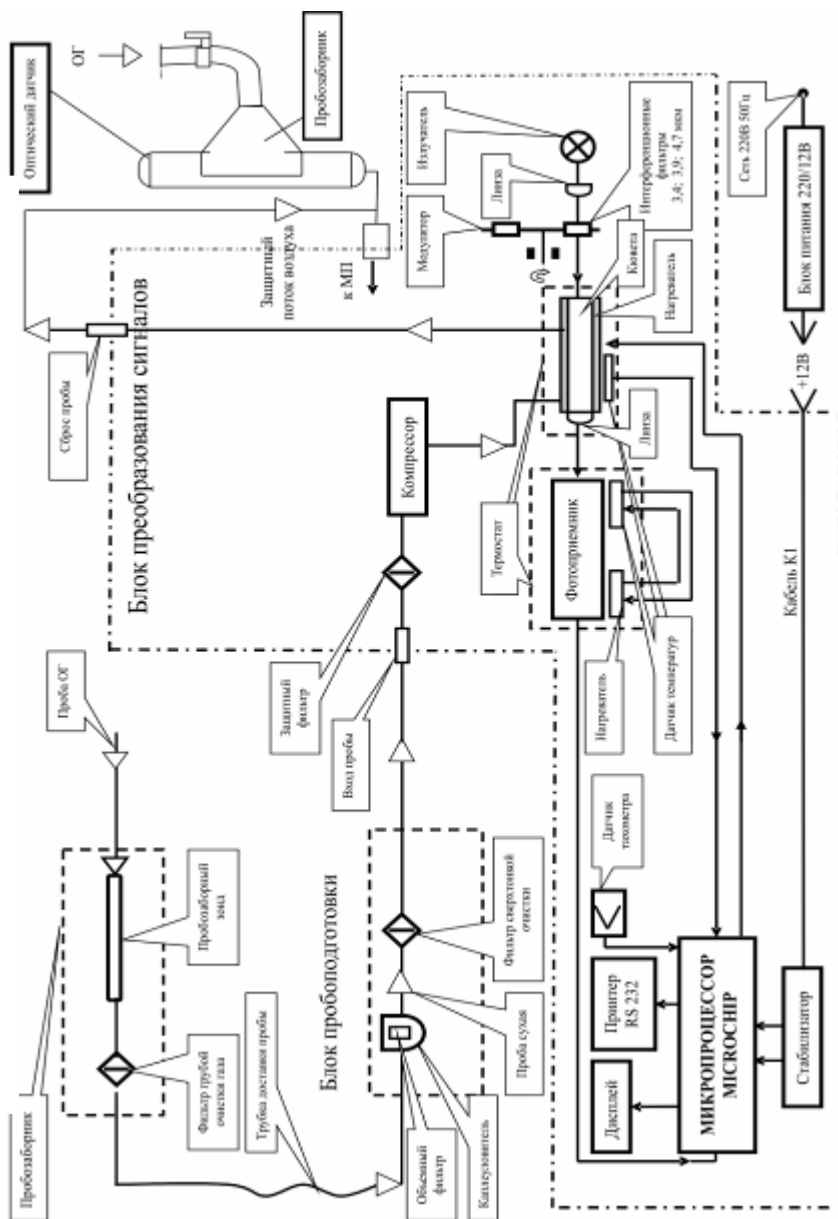 Пробозаборник
Фильтр грубой
очистки газа
Пробозаборный
зонд
Проба ОГ
Трубка доставки пробы
Блок пробоподготовки
Объемный
фильтр
Каплеуловитель
Проба сухая
Фильтр сверхтонкой
очистки
Вход пробы
Защитный
фильтр
Компрессор
Блок преобразования сигналов
Сброс пробы
Защитный
поток воздуха
к МП
Оптический датчик
ОГ
Пробозаборник
Термостат
Модулятор
Линза
Излучатель
Интерференционные
фильтры
3,4; 3,9; 4,7 мкм
Кювета
Нагреватель
Линза
Фотоприемник
Нагреватель
Датчик температур
Дисплей
Принтер
RS 232
Датчик
тахометра
МИКРОПРОЦЕССОР
MICROCHIP
Стабилизатор
Кабель К1
+12В
Блок питания 220/12В
Сеть 220В 50Гц